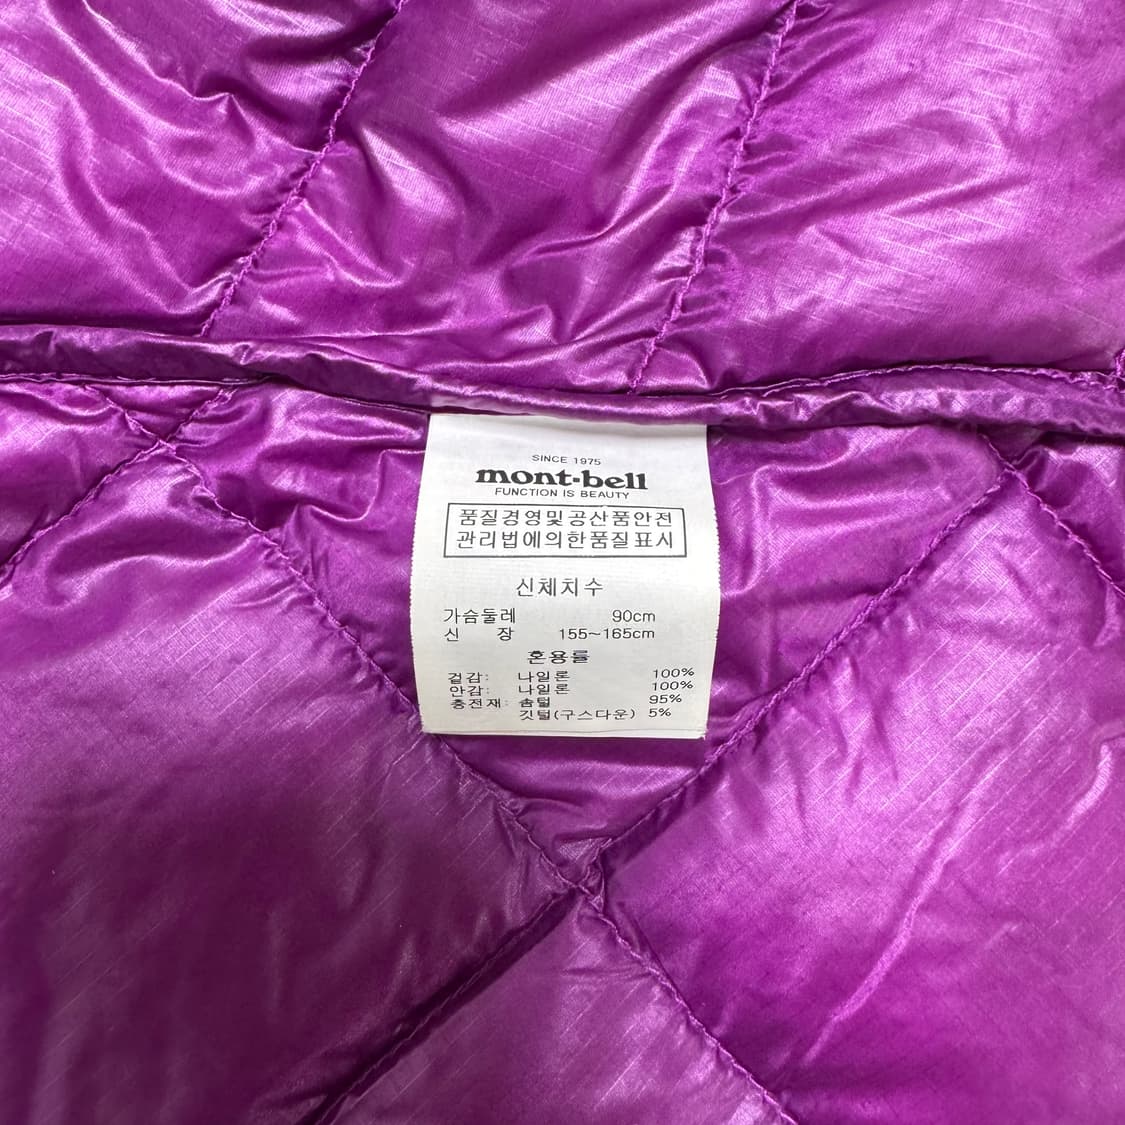 SINCE 1975
mont-bell
FUNCTION IS BEAUTY
품질경영및공산품안전
관리법에의한품질표시
신체치수
가슴둘레 90cm
신 장 155~165cm
혼용률
겉감: 나일론 100%
안감: 나일론 100%
충전재: 솜털 95%
깃털(구스다운) 5%